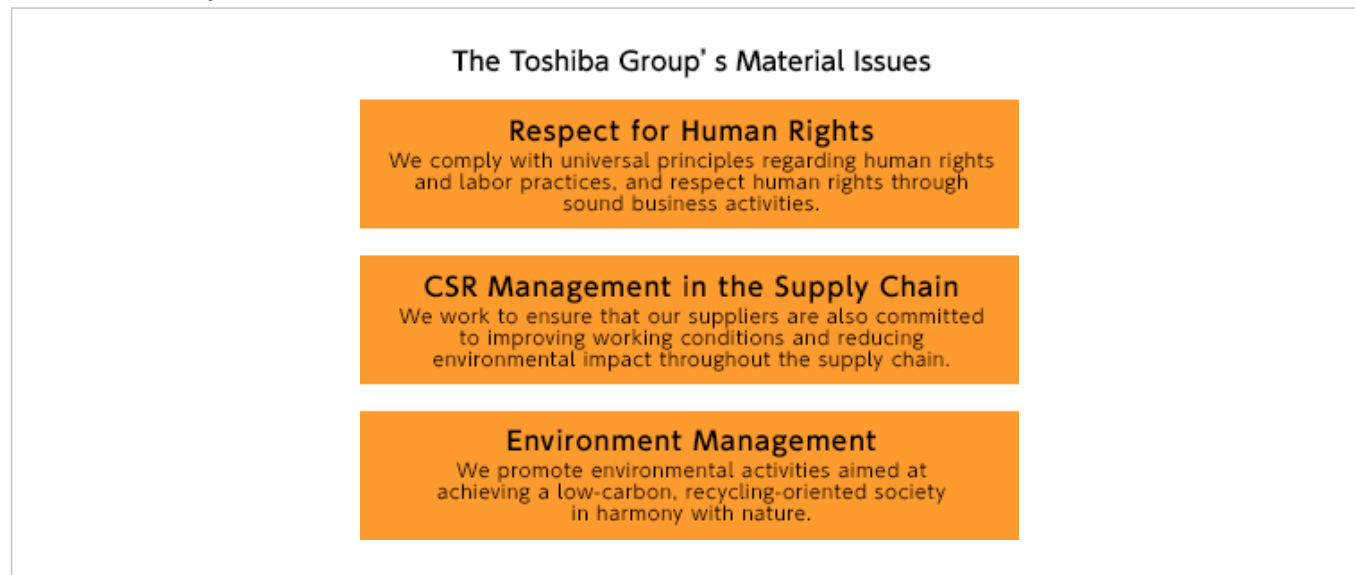 The Toshiba Group’ s Material Issues
Respect for Human Rights
We comply with universal principles regarding human rights
and labor practices, and respect human rights through
sound business activities.
CSR Management in the Supply Chain
We work to ensure that our suppliers are also committed
to improving working conditions and reducing
environmental impact throughout the supply chain.
Environment Management
We promote environmental activities aimed at
achieving a low-carbon, recycling-oriented society
in harmony with nature.